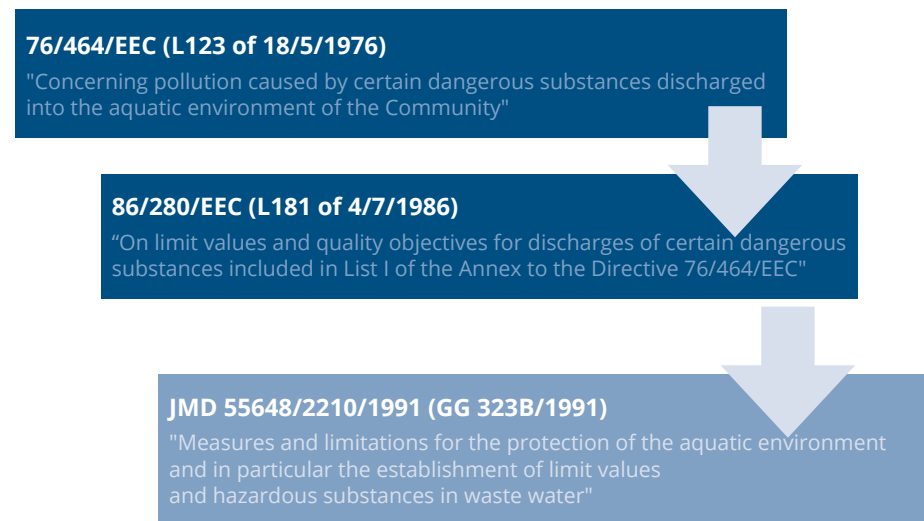 76/464/EEC (L123 of 18/5/1976)
"Concerning pollution caused by certain dangerous substances discharged
into the aquatic environment of the Community"
86/280/EEC (L181 of 4/7/1986)
“On limit values and quality objectives for discharges of certain dangerous
substances included in List I of the Annex to the Directive 76/464/EEC"
JMD 55648/2210/1991 (GG 323B/1991)
"Measures and limitations for the protection of the aquatic environment
and in particular the establishment of limit values
and hazardous substances in waste water"